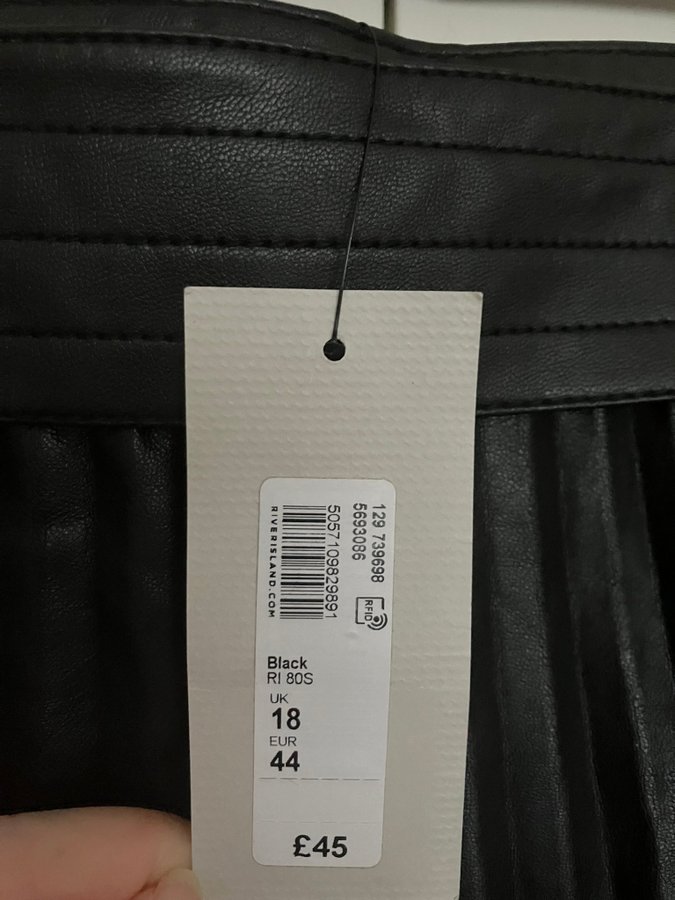 129 739698
5693086
RFID
5057109829891
RIVERISLAND.COM
Black
RI 80S
UK
18
EUR
44
£45